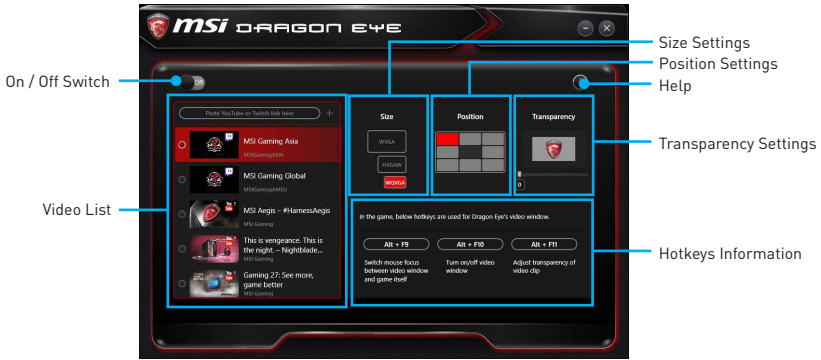 msi DRAGON EYE
Size Settings
Position Settings
Help
On / Off Switch
Off
Paste YouTube or Twitch link here
Size
Position
Transparency
WVGA
HVGAW
WQVGA
0
Transparency Settings
MSI Gaming Asia
MSIGamingASIA
MSI Gaming Global
MSIGamingAMEU
Video List
MSI Aegis – #HarnessAegis
MSI Gaming
This is vengeance. This is
the night. – Nightblade...
MSI Gaming
Gaming 27: See more,
game better
MSI Gaming
In the game, below hotkeys are used for Dragon Eye's video window.
Alt + F9
Alt + F10
Alt + F11
Switch mouse focus
between video window
and game itself
Turn on/off video
window
Adjust transparency of
video clip
Hotkeys Information